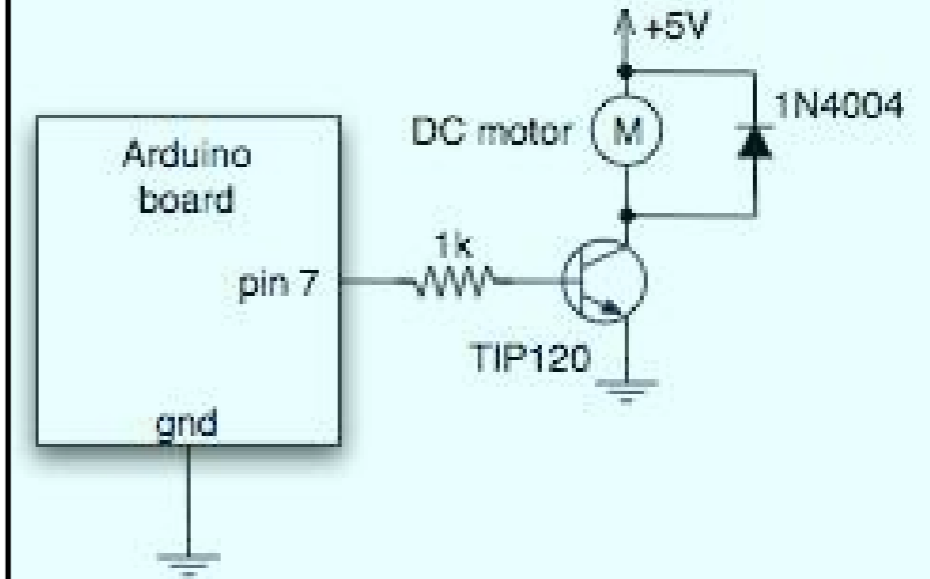 +5V
1N4004
DC motor
M
Arduino
board
1k
pin 7
TIP120
gnd